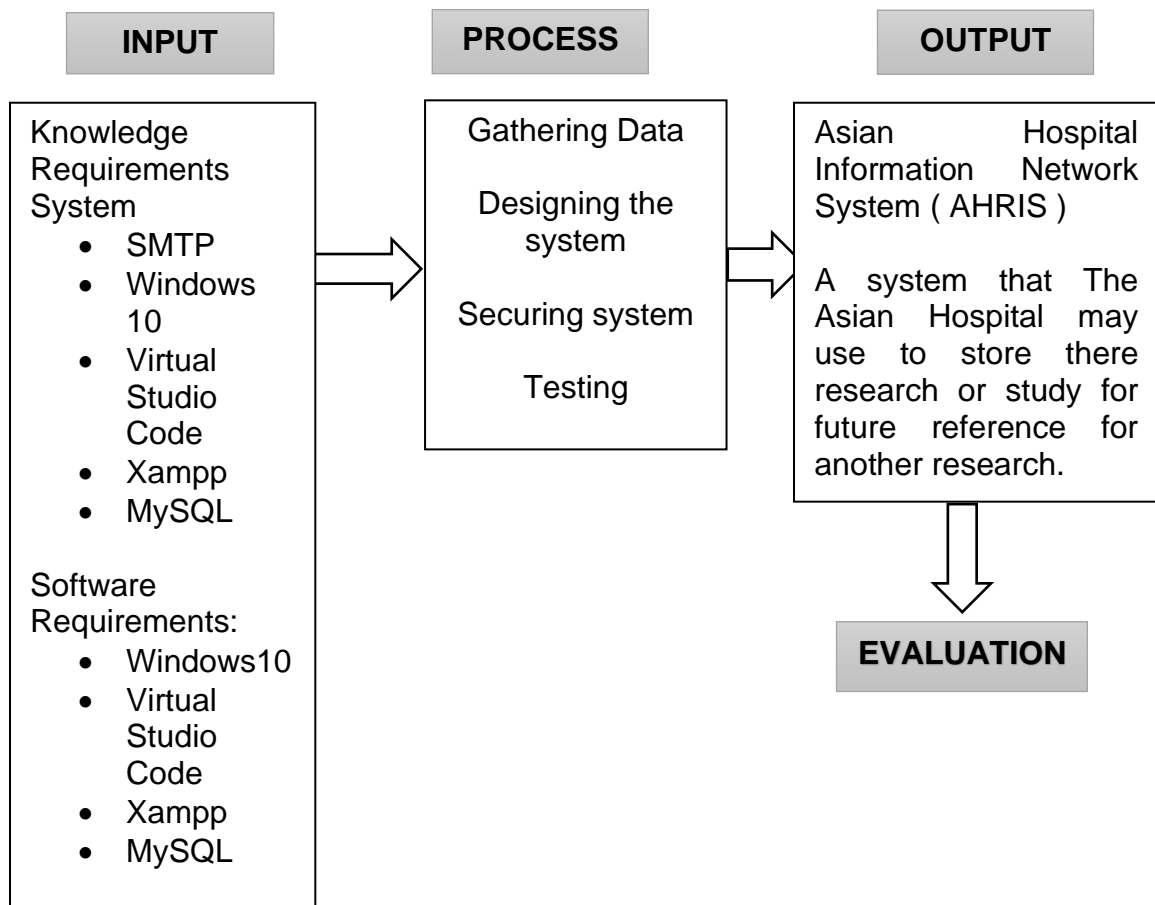 INPUT
Knowledge
Requirements
System
• SMTP
• Windows
10
• Virtual
Studio
Code
• Xampp
• MySQL
Software
Requirements:
• Windows10
• Virtual
Studio
Code
• Xampp
• MySQL
PROCESS
Gathering Data
Designing the
system
Securing system
Testing
OUTPUT
Asian Hospital
Information Network
System ( AHRIS )
A system that The
Asian Hospital may
use to store there
research or study for
future reference for
another research.
EVALUATION